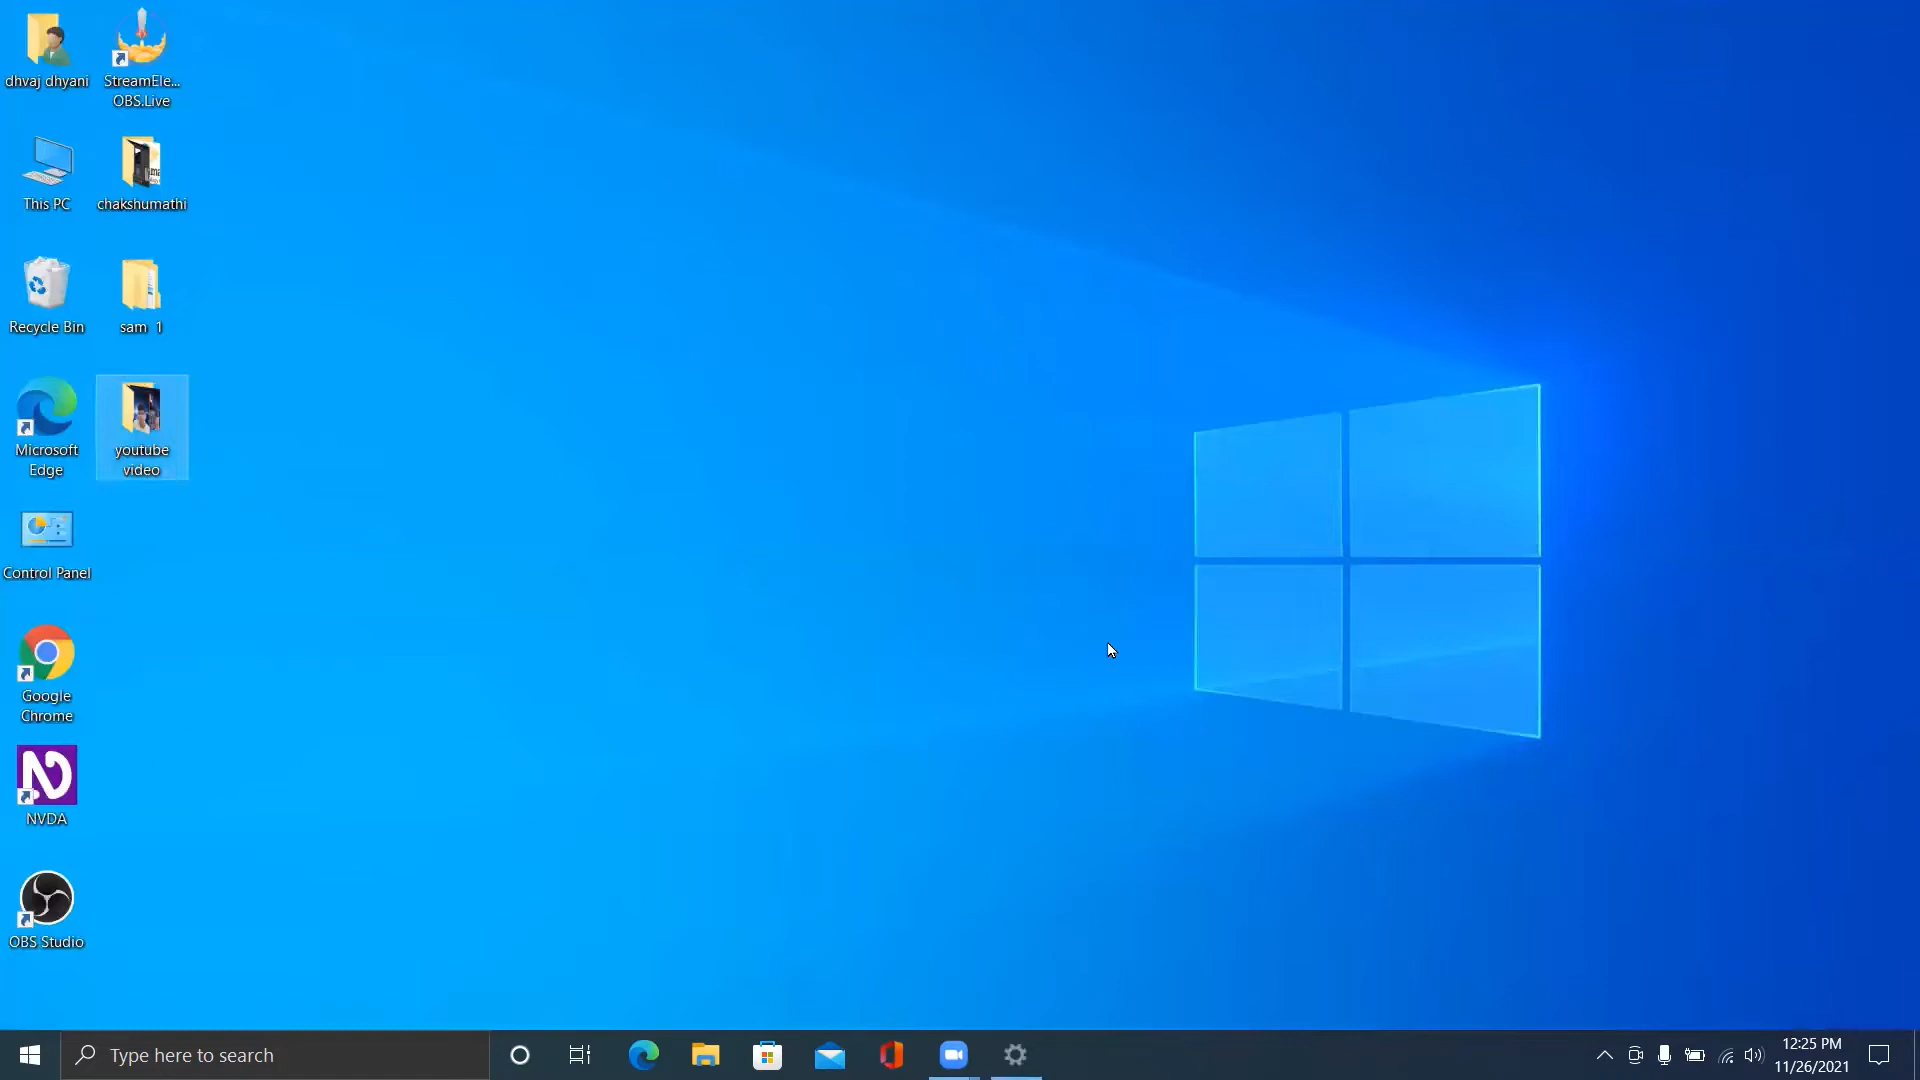 dhvaj dhyani
StreamEle...
OBS.Live
This PC
chakshumathi
Recycle Bin
sam 1
Microsoft
Edge
youtube
video
Control Panel
Google
Chrome
NVDA
OBS Studio
Type here to search
12:25 PM
11/26/2021